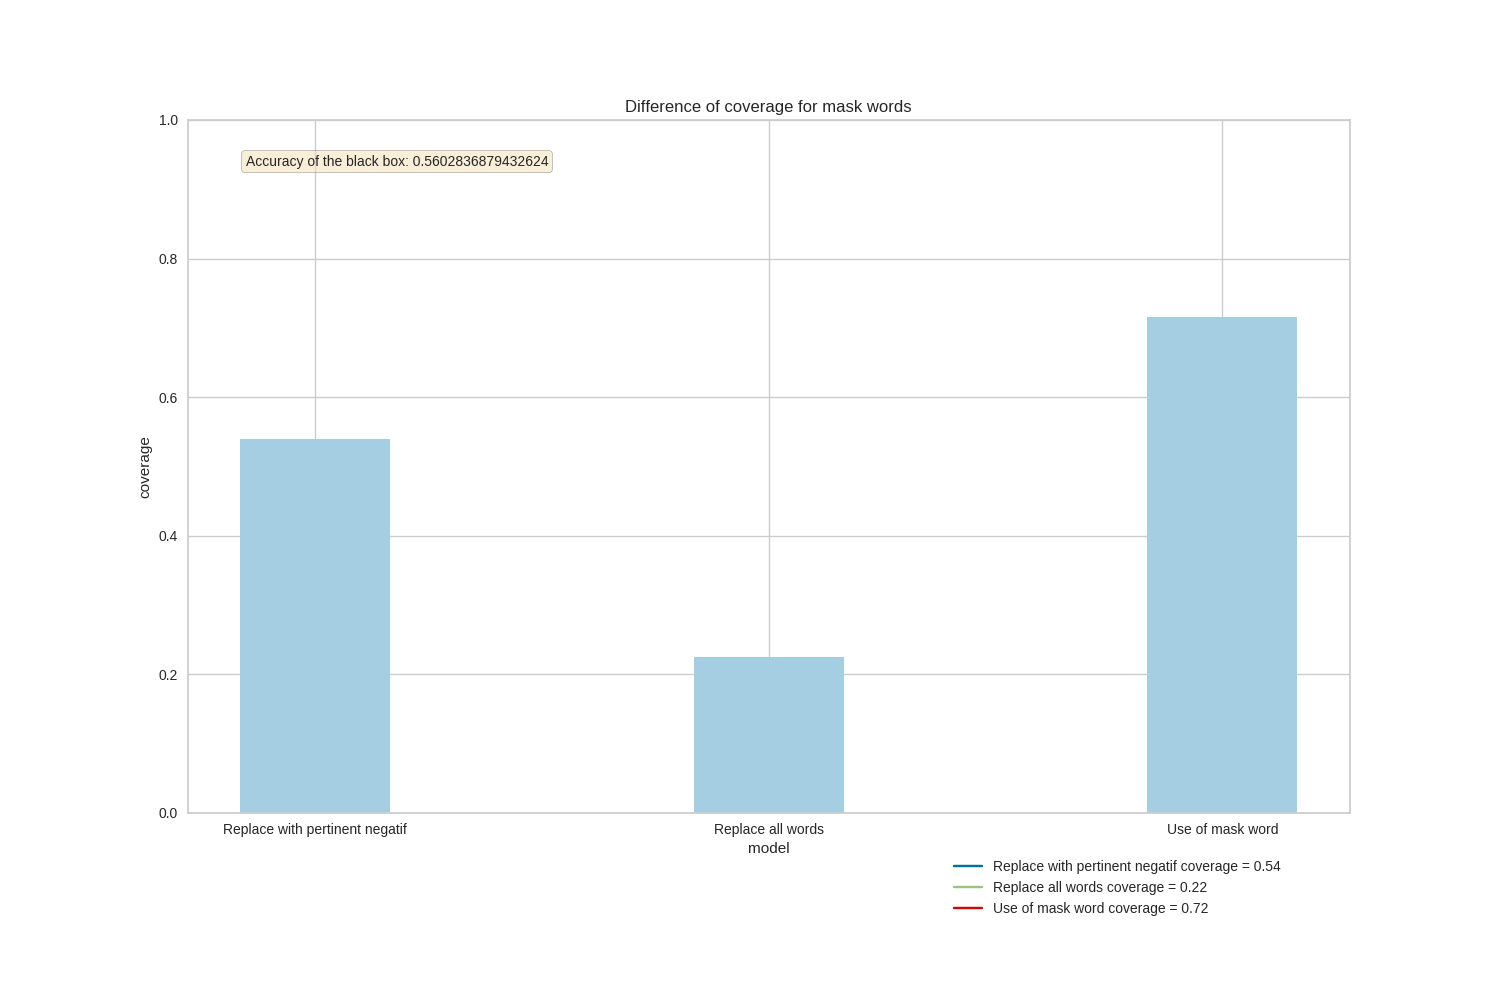 Difference of coverage for mask words
1.0
Accuracy of the black box: 0.5602836879432624
0.8
0.6
coverage
0.4
0.2
0.0
Replace with pertinent negatif
Replace all words
Use of mask word
model
Replace with pertinent negatif coverage = 0.54
Replace all words coverage = 0.22
Use of mask word coverage = 0.72